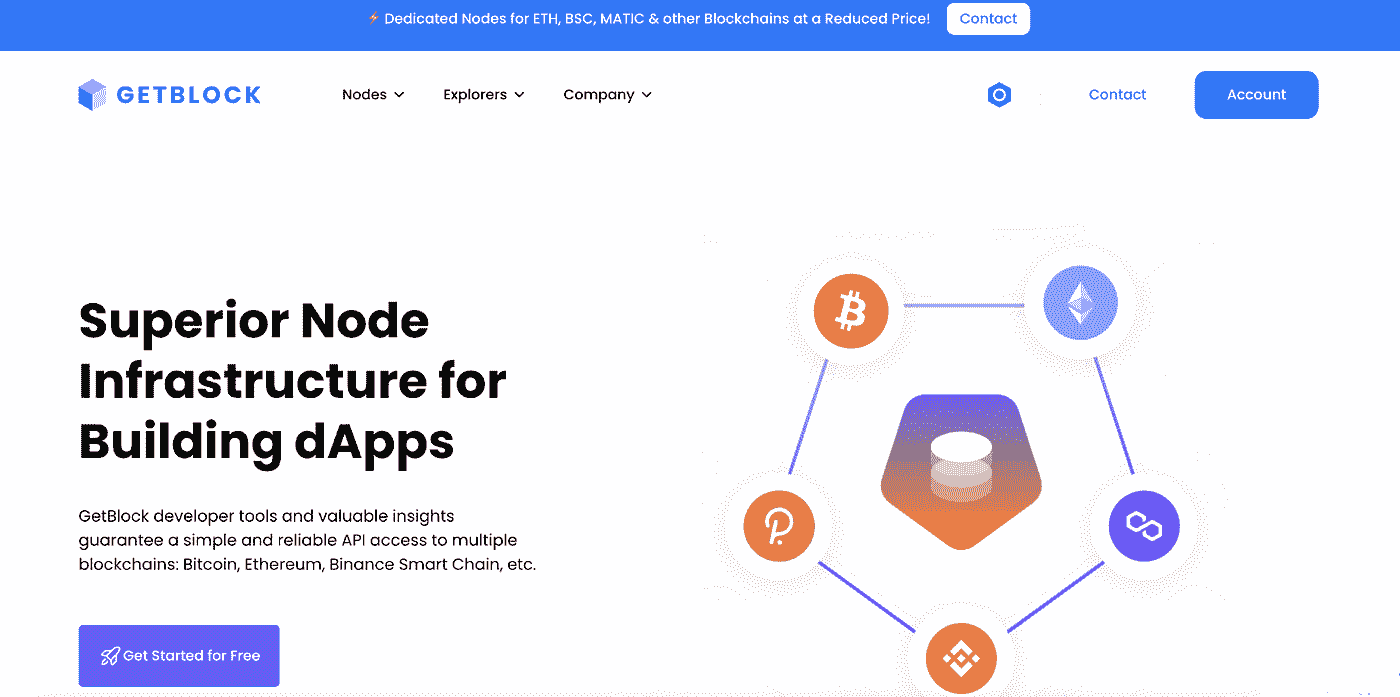 Dedicated Nodes for ETH, BSC, MATIC & other Blockchains at a Reduced Price! Contact
GETBLOCK Nodes Explorers Company Contact Account
Superior Node
Infrastructure for
Building dApps
GetBlock developer tools and valuable insights
guarantee a simple and reliable API access to multiple
blockchains: Bitcoin, Ethereum, Binance Smart Chain, etc.
Get Started for Free